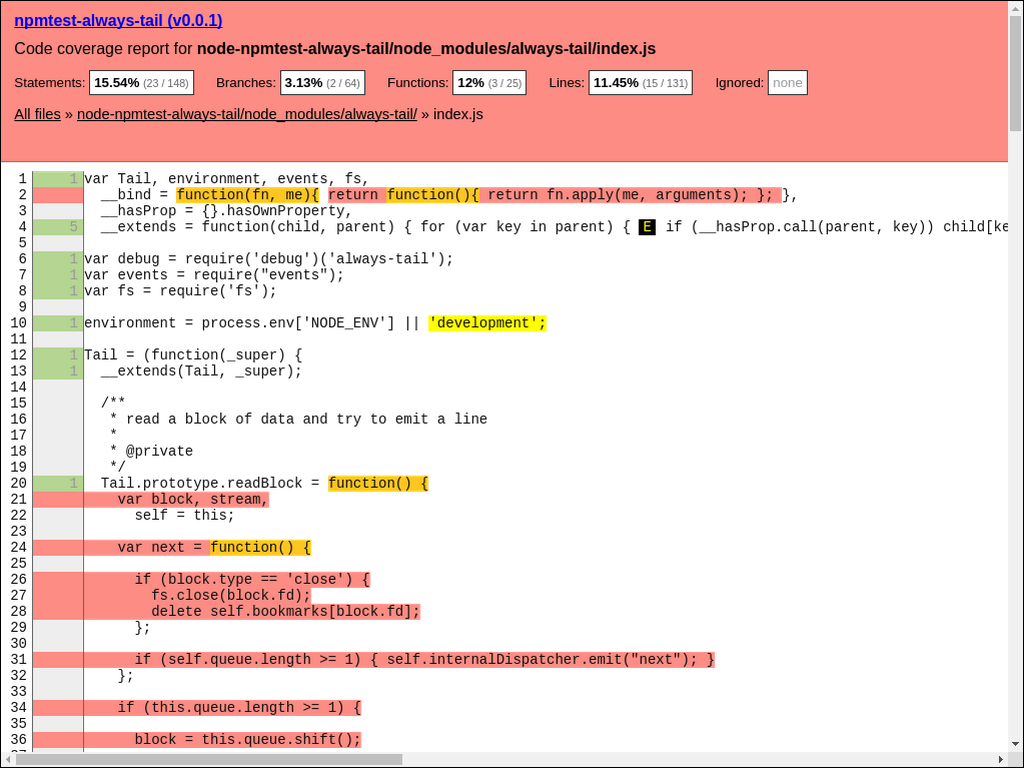 npmtest-always-tail (v0.0.1)
Code coverage report for node-npmtest-always-tail/node_modules/always-tail/index.js
Statements: 15.54% (23 / 148) Branches: 3.13% (2 / 64) Functions: 12% (3 / 25) Lines: 11.45% (15 / 131) Ignored: none
All files » node-npmtest-always-tail/node_modules/always-tail/ » index.js
1 1 var Tail, environment, events, fs,
2 __bind = function(fn, me){ return function(){ return fn.apply(me, arguments); }; },
3 __hasProp = {}.hasOwnProperty,
4 5 __extends = function(child, parent) { for (var key in parent) { E if (__hasProp.call(parent, key)) child[ke
5
6 1 var debug = require('debug')('always-tail');
7 1 var events = require("events");
8 1 var fs = require('fs');
9
10 1 environment = process.env['NODE_ENV'] || 'development';
11
12 1 Tail = (function(_super) {
13 1 __extends(Tail, _super);
14
15 /**
16 * read a block of data and try to emit a line
17 *
18 * @private
19 */
20 1 Tail.prototype.readBlock = function() {
21 var block, stream,
22 self = this;
23
24 var next = function() {
25
26 if (block.type == 'close') {
27 fs.close(block.fd);
28 delete self.bookmarks[block.fd];
29 };
30
31 if (self.queue.length >= 1) { self.internalDispatcher.emit("next"); }
32 };
33
34 if (this.queue.length >= 1) {
35
36 block = this.queue.shift();